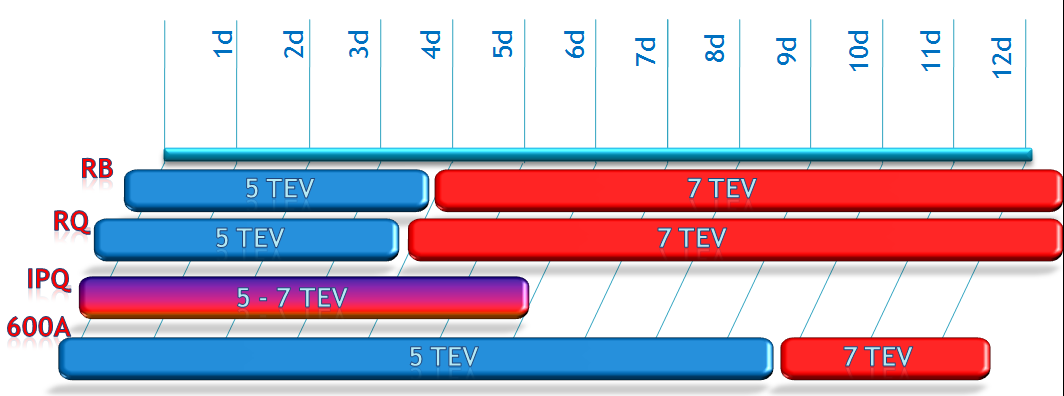 1d 2d 3d 4d 5d 6d 7d 8d 9d 10d 11d 12d
RB 5 TEV 7 TEV
RQ 5 TEV 7 TEV
IPQ 5 - 7 TEV
600A 5 TEV 7 TEV